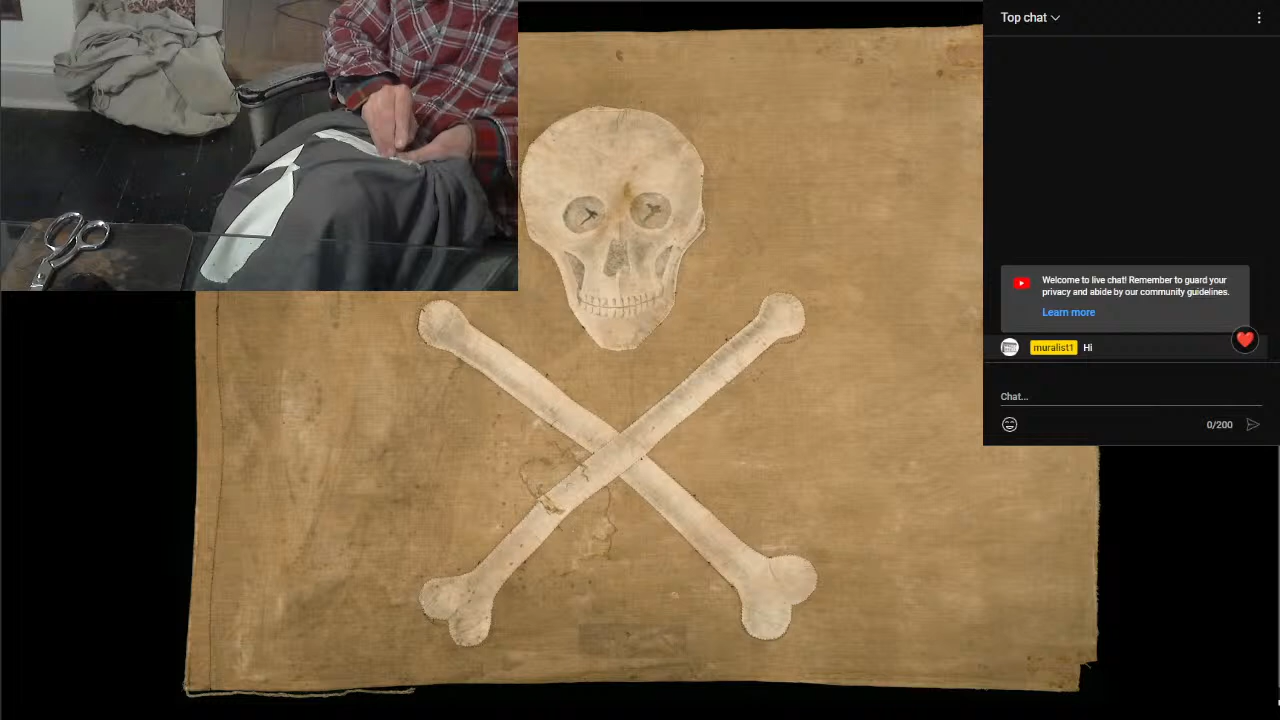 Top chat
Welcome to live chat! Remember to guard your
privacy and abide by our community guidelines.
Learn more
muralist1 Hi
Chat...
0/200